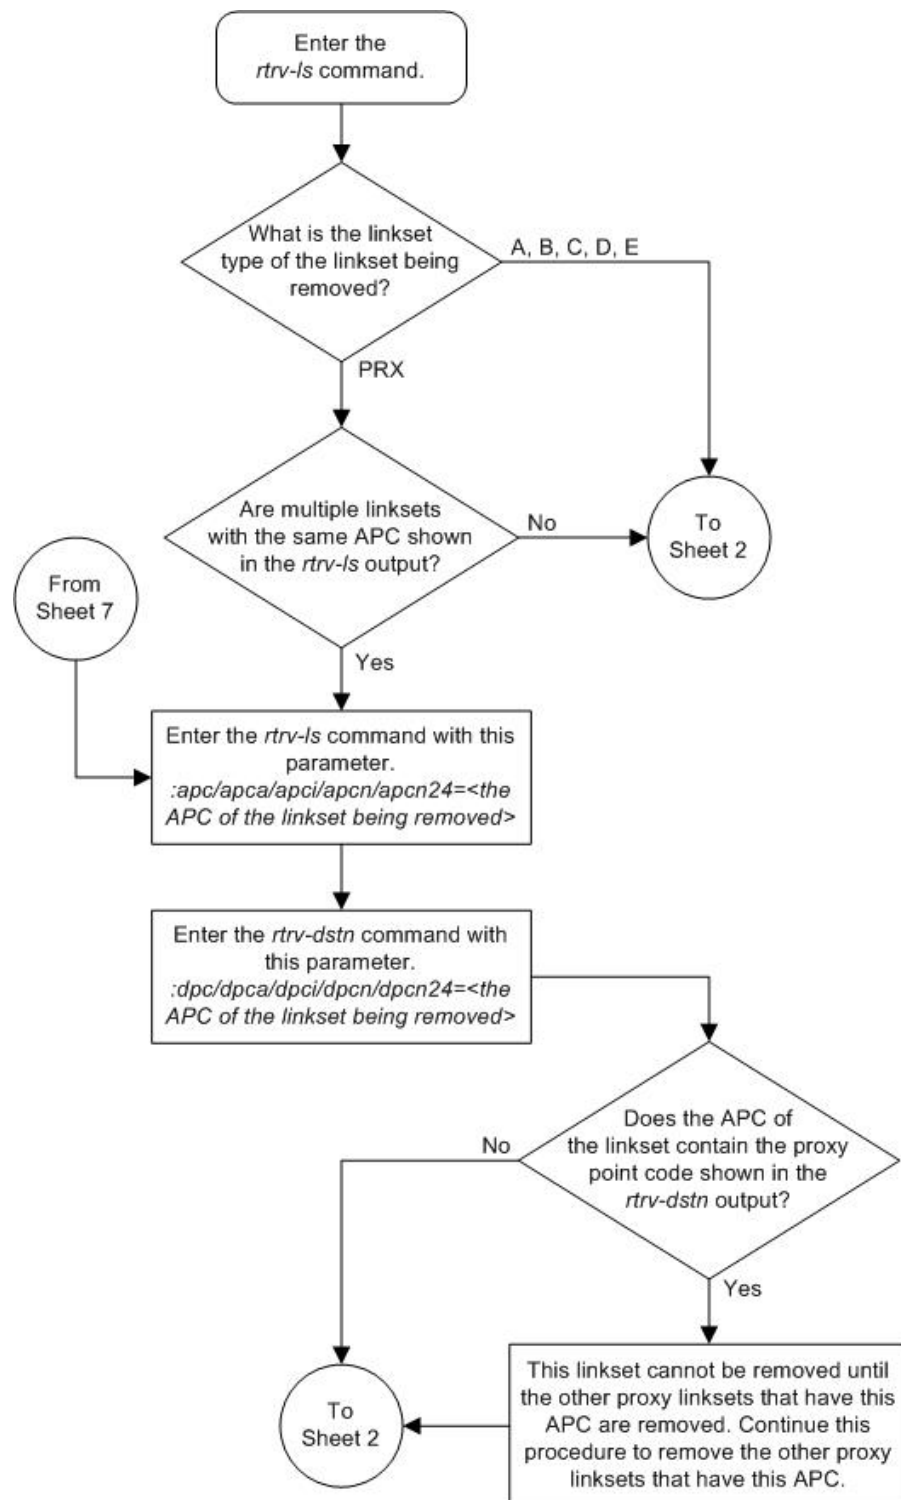 Enter the
rtrv-ls command.
What is the linkset
type of the linkset being
removed?
A, B, C, D, E
PRX
Are multiple linksets
with the same APC shown
in the rtrv-ls output?
No
To
Sheet 2
From
Sheet 7
Yes
Enter the rtrv-ls command with this
parameter.
:apc/apca/apci/apcn/apcn24=<the
APC of the linkset being removed>
Enter the rtrv-dstn command with
this parameter.
:dpc/dpca/dpci/dpcn/dpcn24=<the
APC of the linkset being removed>
Does the APC of
the linkset contain the proxy
point code shown in the
rtrv-dstn output?
No
Yes
This linkset cannot be removed until
the other proxy linksets that have this
APC are removed. Continue this
procedure to remove the other proxy
linksets that have this APC.
To
Sheet 2